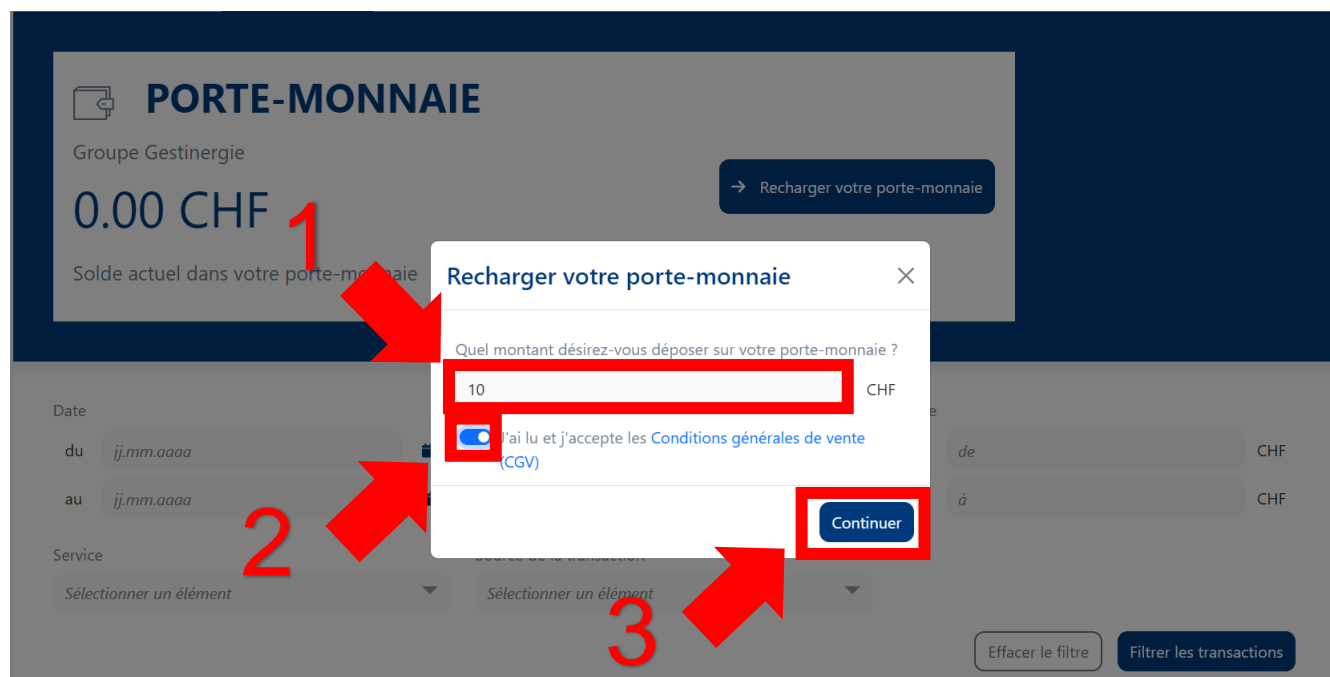 PORTE-MONNAIE
Groupe Gestinergie
0.00 CHF
→ Recharger votre porte-monnaie
1
Solde actuel dans votre porte-monnaie
Recharger votre porte-monnaie
Quel montant désirez-vous déposer sur votre porte-monnaie ?
10 CHF
J'ai lu et j'accepte les Conditions générales de vente
(CGV)
Continuer
Date
du jj.mm.aaaa
au jj.mm.aaaa
de CHF
à CHF
2
Service
Sélectionner un élément
Source de la transaction
Sélectionner un élément
3
Effacer le filtre
Filtrer les transactions